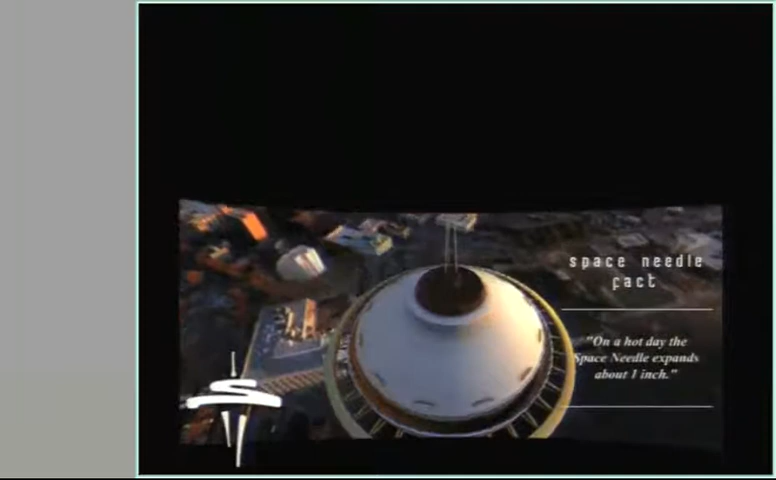 space needle
fact
"On a hot day the
Space Needle expands
about 1 inch."